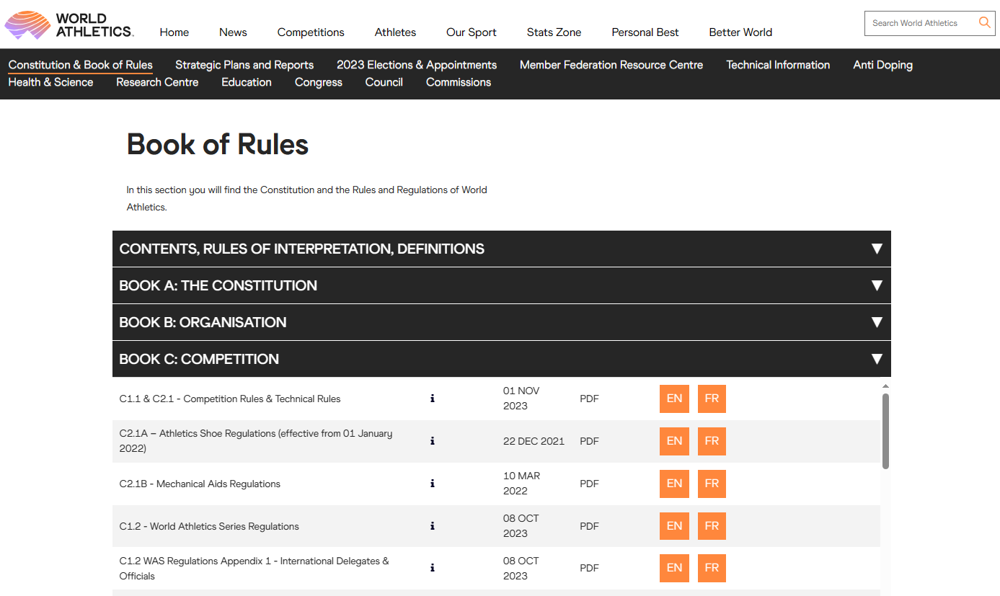 WORLD
ATHLETICS
Home News Competitions Athletes Our Sport Stats Zone Personal Best Better World
Search World Athletics
Constitution & Book of Rules Strategic Plans and Reports 2023 Elections & Appointments Member Federation Resource Centre Technical Information Anti Doping
Health & Science Research Centre Education Congress Council Commissions
Book of Rules
In this section you will find the Constitution and the Rules and Regulations of World
Athletics.
CONTENTS, RULES OF INTERPRETATION, DEFINITIONS ▼
BOOK A: THE CONSTITUTION ▼
BOOK B: ORGANISATION ▼
BOOK C: COMPETITION ▼
C1.1 & C2.1 - Competition Rules & Technical Rules i 01 NOV
2023 PDF EN FR
C2.1A – Athletics Shoe Regulations (effective from 01 January
2022) i 22 DEC 2021 PDF EN FR
C2.1B - Mechanical Aids Regulations i 10 MAR
2022 PDF EN FR
C1.2 - World Athletics Series Regulations i 08 OCT
2023 PDF EN FR
C1.2 WAS Regulations Appendix 1 - International Delegates &
Officials i 08 OCT
2023 PDF EN FR